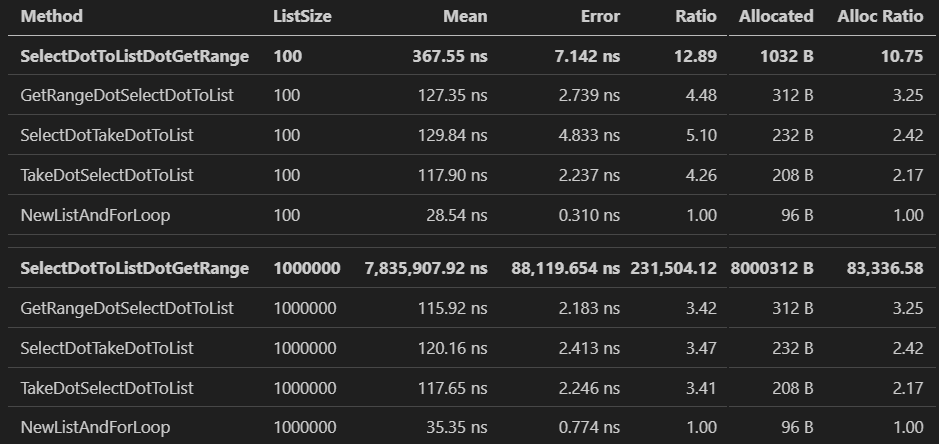 Method ListSize Mean Error Ratio Allocated Alloc Ratio
SelectDotToListDotGetRange 100 367.55 ns 7.142 ns 12.89 1032 B 10.75
GetRangeDotSelectDotToList 100 127.35 ns 2.739 ns 4.48 312 B 3.25
SelectDotTakeDotToList 100 129.84 ns 4.833 ns 5.10 232 B 2.42
TakeDotSelectDotToList 100 117.90 ns 2.237 ns 4.26 208 B 2.17
NewListAndForLoop 100 28.54 ns 0.310 ns 1.00 96 B 1.00
SelectDotToListDotGetRange 1000000 7,835,907.92 ns 88,119.654 ns 231,504.12 8000312 B 83,336.58
GetRangeDotSelectDotToList 1000000 115.92 ns 2.183 ns 3.42 312 B 3.25
SelectDotTakeDotToList 1000000 120.16 ns 2.413 ns 3.47 232 B 2.42
TakeDotSelectDotToList 1000000 117.65 ns 2.246 ns 3.41 208 B 2.17
NewListAndForLoop 1000000 35.35 ns 0.774 ns 1.00 96 B 1.00